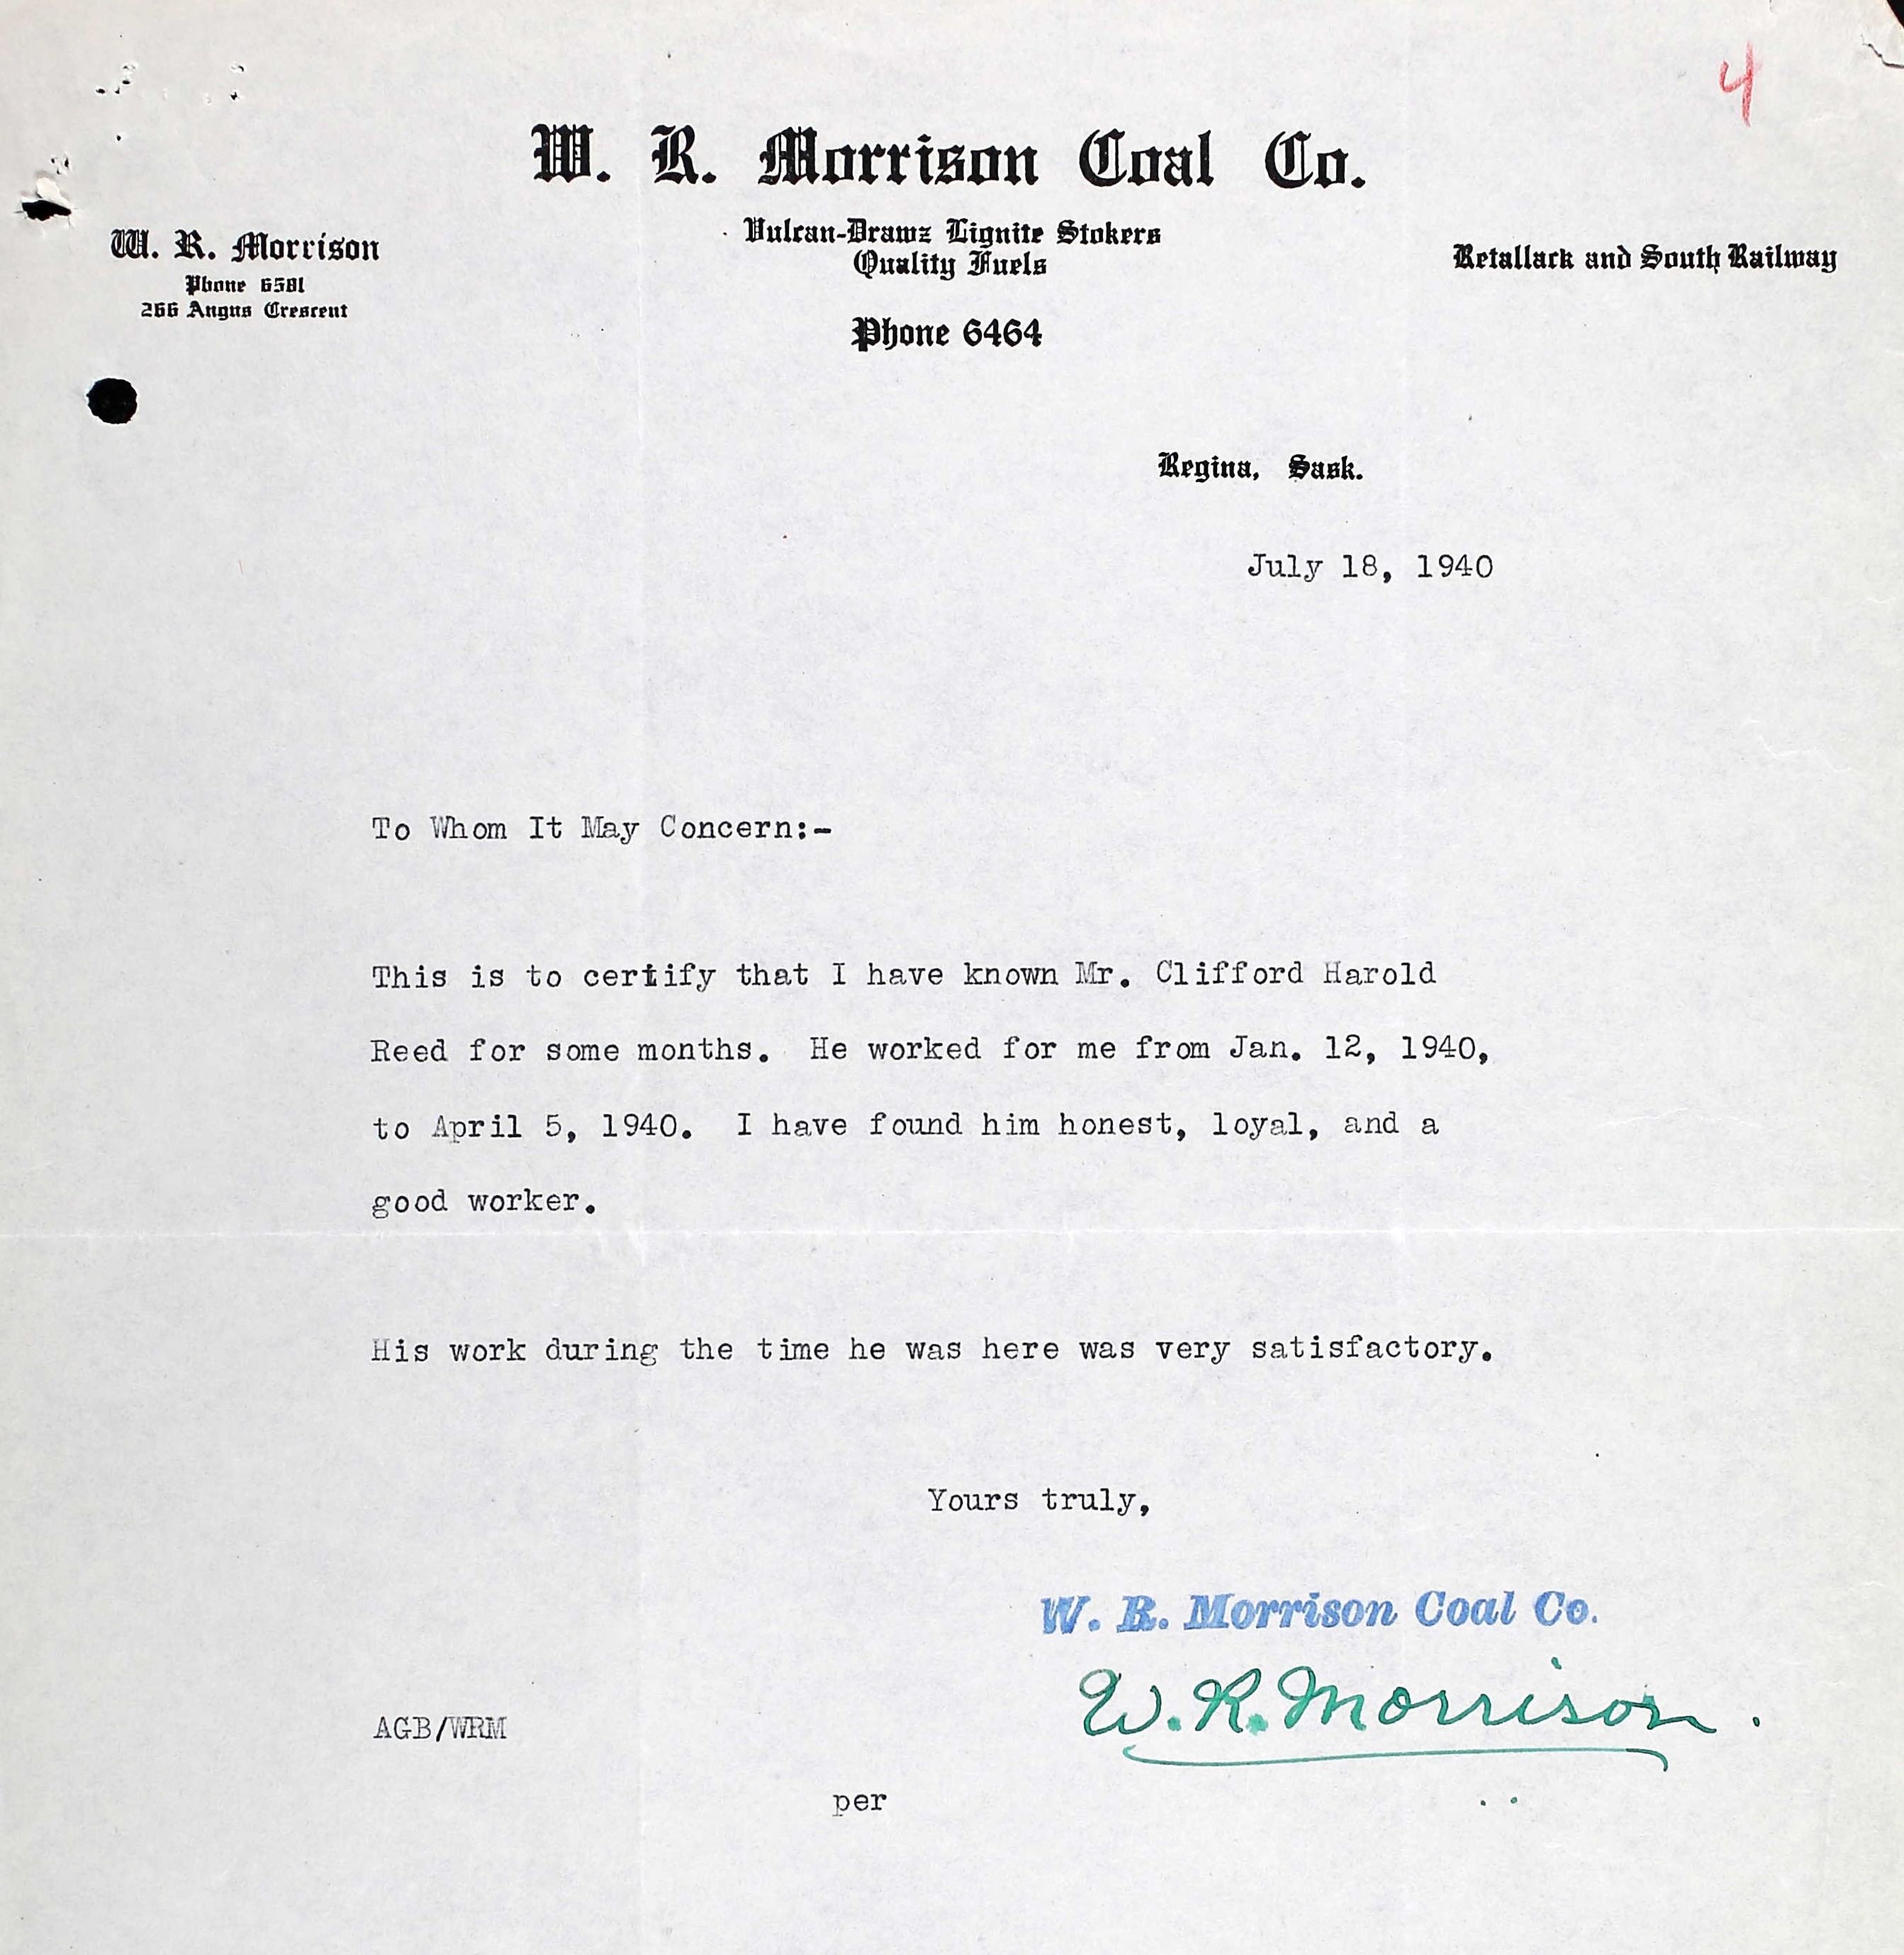 4
W. R. Morrison Coal Co.
Vulcan-Drawz Lignite Stokers
Quality Fuels
Phone 6464
W. R. Morrison
Phone 6581
266 Angus Crescent
Retallack and South Railway
Regina, Sask.
July 18, 1940
To Whom It May Concern:-
This is to certify that I have known Mr. Clifford Harold
Reed for some months. He worked for me from Jan. 12, 1940,
to April 5, 1940. I have found him honest, loyal, and a
good worker.
His work during the time he was here was very satisfactory.
Yours truly,
W. R. Morrison Coal Co.
W. R. Morrison.
AGB/WRM
per